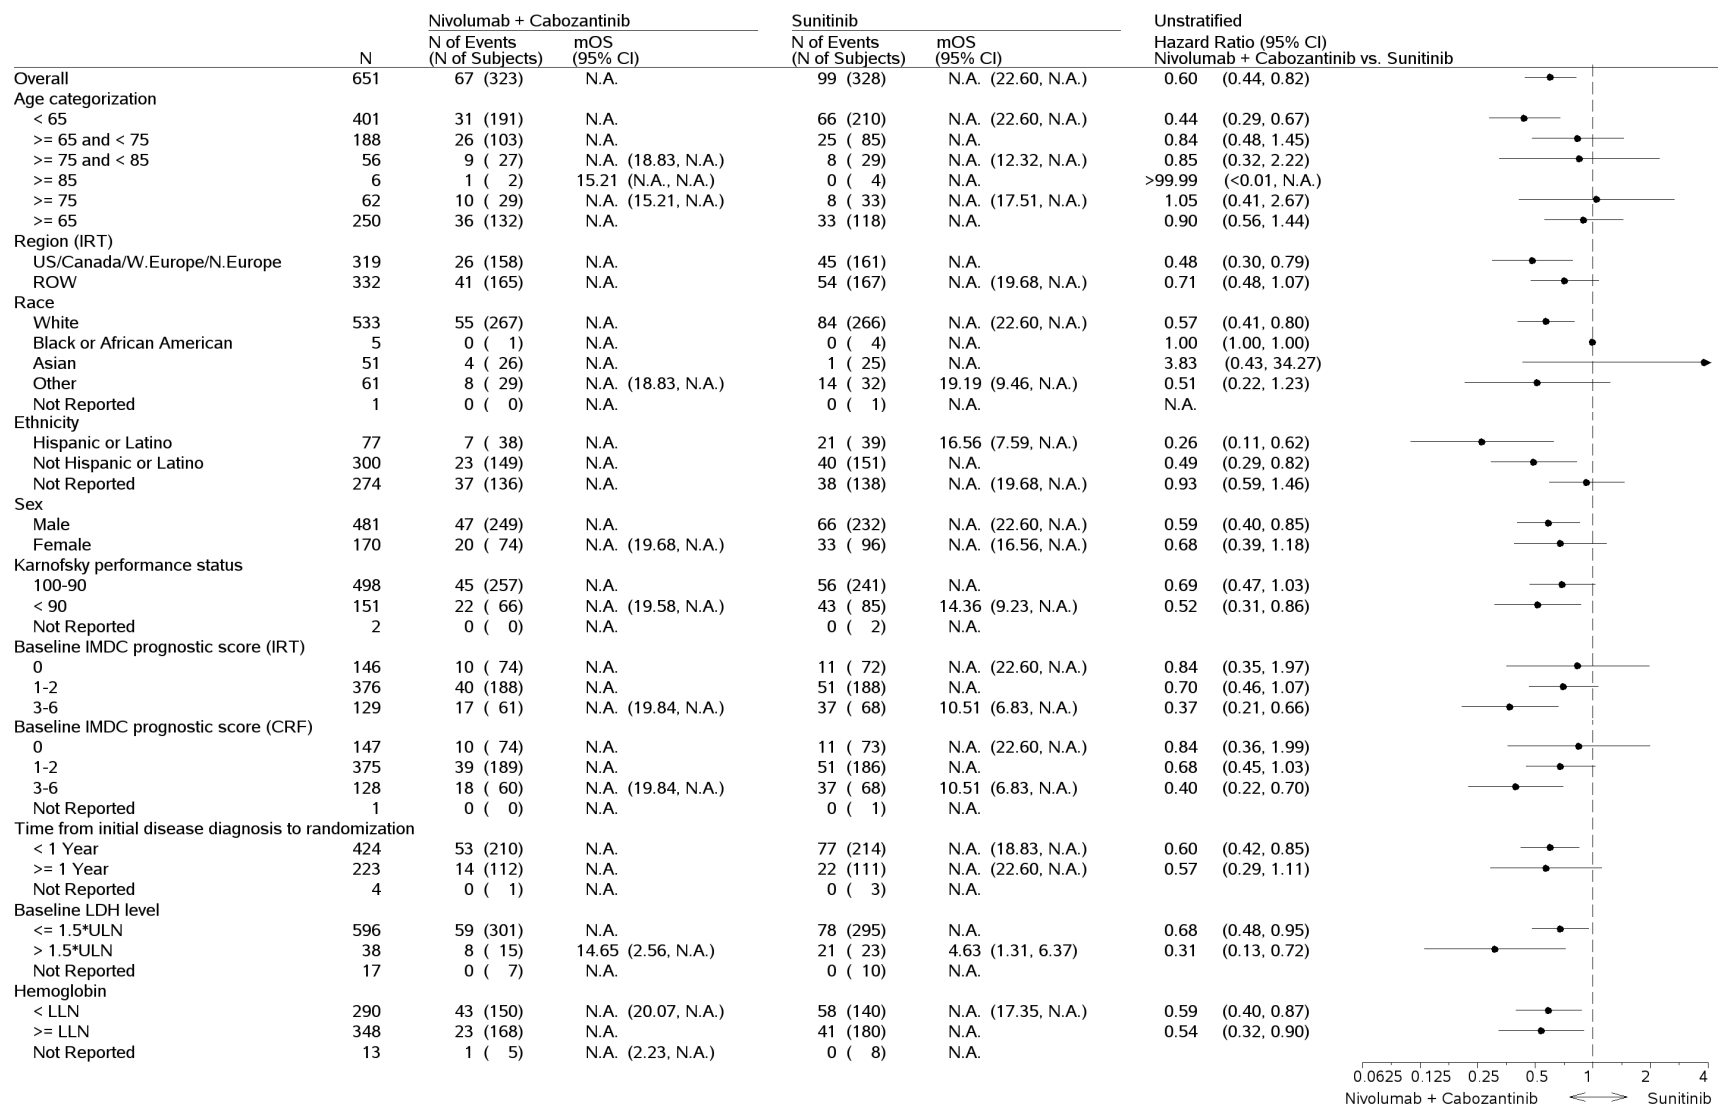 Nivolumab + Cabozantinib Sunitinib Unstratified
N of Events mOS N of Events mOS Hazard Ratio (95% CI)
N (N of Subjects) (95% CI) (N of Subjects) (95% CI) Nivolumab + Cabozantinib vs. Sunitinib
Overall 651 67 (323) N.A. 99 (328) N.A. (22.60, N.A.) 0.60 (0.44, 0.82)
Age categorization
< 65 401 31 (191) N.A. 66 (210) N.A. (22.60, N.A.) 0.44 (0.29, 0.67)
>= 65 and < 75 188 26 (103) N.A. 25 ( 85) N.A. 0.84 (0.48, 1.45)
>= 75 and < 85 56 9 ( 27) N.A. (18.83, N.A.) 8 ( 29) N.A. (12.32, N.A.) 0.85 (0.32, 2.22)
>= 85 6 1 ( 2) 15.21 (N.A., N.A.) 0 ( 4) N.A. >99.99 (<0.01, N.A.)
>= 75 62 10 ( 29) N.A. (15.21, N.A.) 8 ( 33) N.A. (17.51, N.A.) 1.05 (0.41, 2.67)
>= 65 250 36 (132) N.A. 33 (118) N.A. 0.90 (0.56, 1.44)
Region (IRT)
US/Canada/W.Europe/N.Europe 319 26 (158) N.A. 45 (161) N.A. 0.48 (0.30, 0.79)
ROW 332 41 (165) N.A. 54 (167) N.A. (19.68, N.A.) 0.71 (0.48, 1.07)
Race
White 533 55 (267) N.A. 84 (266) N.A. (22.60, N.A.) 0.57 (0.41, 0.80)
Black or African American 5 0 ( 1) N.A. 0 ( 4) N.A. 1.00 (1.00, 1.00)
Asian 51 4 ( 26) N.A. 1 ( 25) N.A. 3.83 (0.43, 34.27)
Other 61 8 ( 29) N.A. (18.83, N.A.) 14 ( 32) 19.19 (9.46, N.A.) 0.51 (0.22, 1.23)
Not Reported 1 0 ( 0) N.A. 0 ( 1) N.A. N.A.
Ethnicity
Hispanic or Latino 77 7 ( 38) N.A. 21 ( 39) 16.56 (7.59, N.A.) 0.26 (0.11, 0.62)
Not Hispanic or Latino 300 23 (149) N.A. 40 (151) N.A. 0.49 (0.29, 0.82)
Not Reported 274 37 (136) N.A. 38 (138) N.A. (19.68, N.A.) 0.93 (0.59, 1.46)
Sex
Male 481 47 (249) N.A. 66 (232) N.A. (22.60, N.A.) 0.59 (0.40, 0.85)
Female 170 20 ( 74) N.A. (19.68, N.A.) 33 ( 96) N.A. (16.56, N.A.) 0.68 (0.39, 1.18)
Karnofsky performance status
100-90 498 45 (257) N.A. 56 (241) N.A. 0.69 (0.47, 1.03)
< 90 151 22 ( 66) N.A. (19.58, N.A.) 43 ( 85) 14.36 (9.23, N.A.) 0.52 (0.31, 0.86)
Not Reported 2 0 ( 0) N.A. 0 ( 2) N.A.
Baseline IMDC prognostic score (IRT)
0 146 10 ( 74) N.A. 11 ( 72) N.A. (22.60, N.A.) 0.84 (0.35, 1.97)
1-2 376 40 (188) N.A. 51 (188) N.A. 0.70 (0.46, 1.07)
3-6 129 17 ( 61) N.A. (19.84, N.A.) 37 ( 68) 10.51 (6.83, N.A.) 0.37 (0.21, 0.66)
Baseline IMDC prognostic score (CRF)
0 147 10 ( 74) N.A. 11 ( 73) N.A. (22.60, N.A.) 0.84 (0.36, 1.99)
1-2 375 39 (189) N.A. 51 (186) N.A. 0.68 (0.45, 1.03)
3-6 128 18 ( 60) N.A. (19.84, N.A.) 37 ( 68) 10.51 (6.83, N.A.) 0.40 (0.22, 0.70)
Not Reported 1 0 ( 0) N.A. 0 ( 1) N.A.
Time from initial disease diagnosis to randomization
< 1 Year 424 53 (210) N.A. 77 (214) N.A. (18.83, N.A.) 0.60 (0.42, 0.85)
>= 1 Year 223 14 (112) N.A. 22 (111) N.A. (22.60, N.A.) 0.57 (0.29, 1.11)
Not Reported 4 0 ( 1) N.A. 0 ( 3) N.A.
Baseline LDH level
<= 1.5*ULN 596 59 (301) N.A. 78 (295) N.A. 0.68 (0.48, 0.95)
> 1.5*ULN 38 8 ( 15) 14.65 (2.56, N.A.) 21 ( 23) 4.63 (1.31, 6.37) 0.31 (0.13, 0.72)
Not Reported 17 0 ( 7) N.A. 0 ( 10) N.A.
Hemoglobin
< LLN 290 43 (150) N.A. (20.07, N.A.) 58 (140) N.A. (17.35, N.A.) 0.59 (0.40, 0.87)
>= LLN 348 23 (168) N.A. 41 (180) N.A. 0.54 (0.32, 0.90)
Not Reported 13 1 ( 5) N.A. (2.23, N.A.) 0 ( 8) N.A.
0.0625 0.125 0.25 0.5 1 2 4
Nivolumab + Cabozantinib Sunitinib